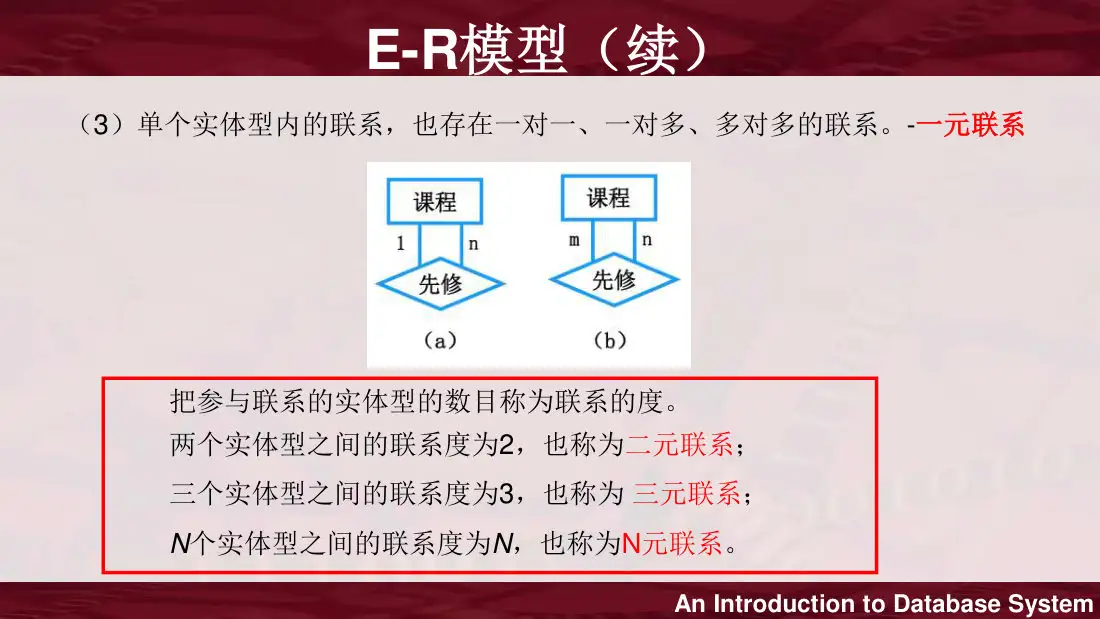 E-R模型（续）
（3）单个实体型内的联系，也存在一对一、一对多、多对多的联系。-一元联系
课程 课程
1 n m n
先修 先修
（a） （b）
把参与联系的实体型的数目称为联系的度。
两个实体型之间的联系度为2，也称为二元联系；
三个实体型之间的联系度为3，也称为 三元联系；
N个实体型之间的联系度为N，也称为N元联系。
An Introduction to Database System